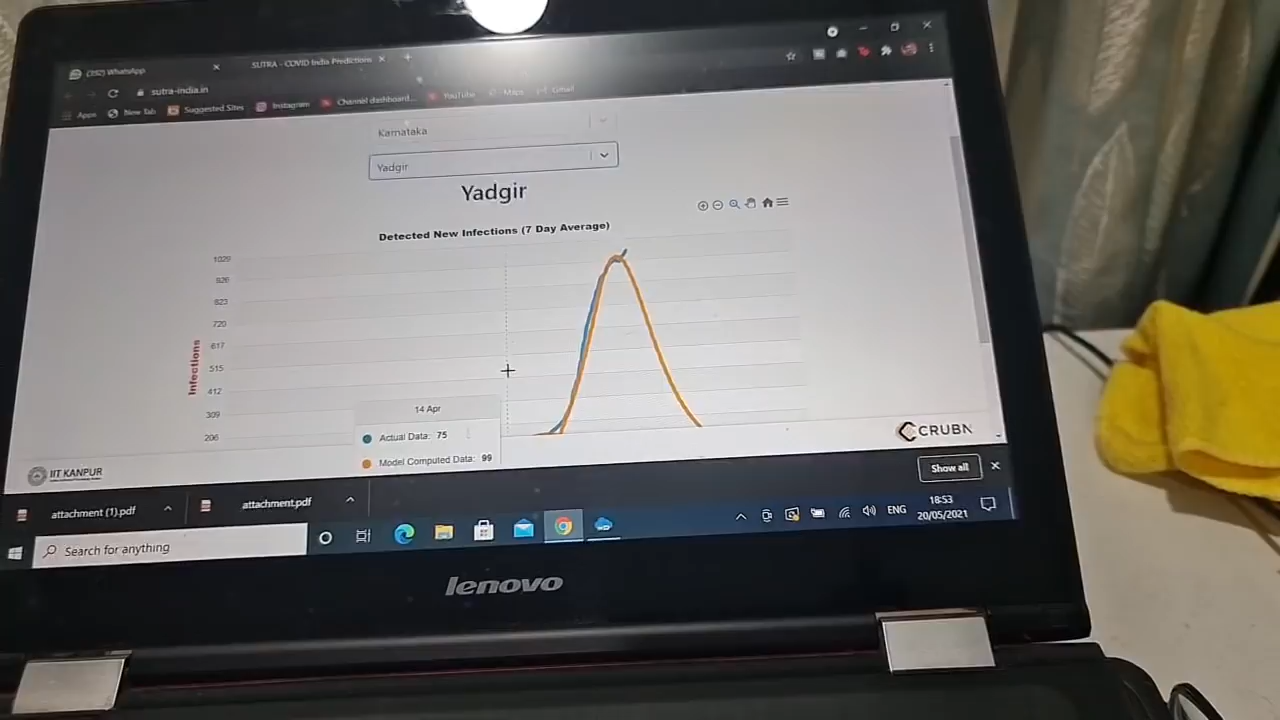 (392) WhatsApp
SUTRA - COVID India Predictions
sutra-india.in
Apps
New Tab
Suggested Sites
Instagram
Channel dashboard...
YouTube
Maps
Gmail
Karnataka
Yadgir
Yadgir
Detected New Infections (7 Day Average)
1029
926
823
720
617
515
412
309
206
Infections
14 Apr
Actual Data: 75
Model Computed Data: 99
IIT KANPUR
CRUBN
Show all
attachment (1).pdf
attachment.pdf
Search for anything
ENG
18:53
20/05/2021
lenovo